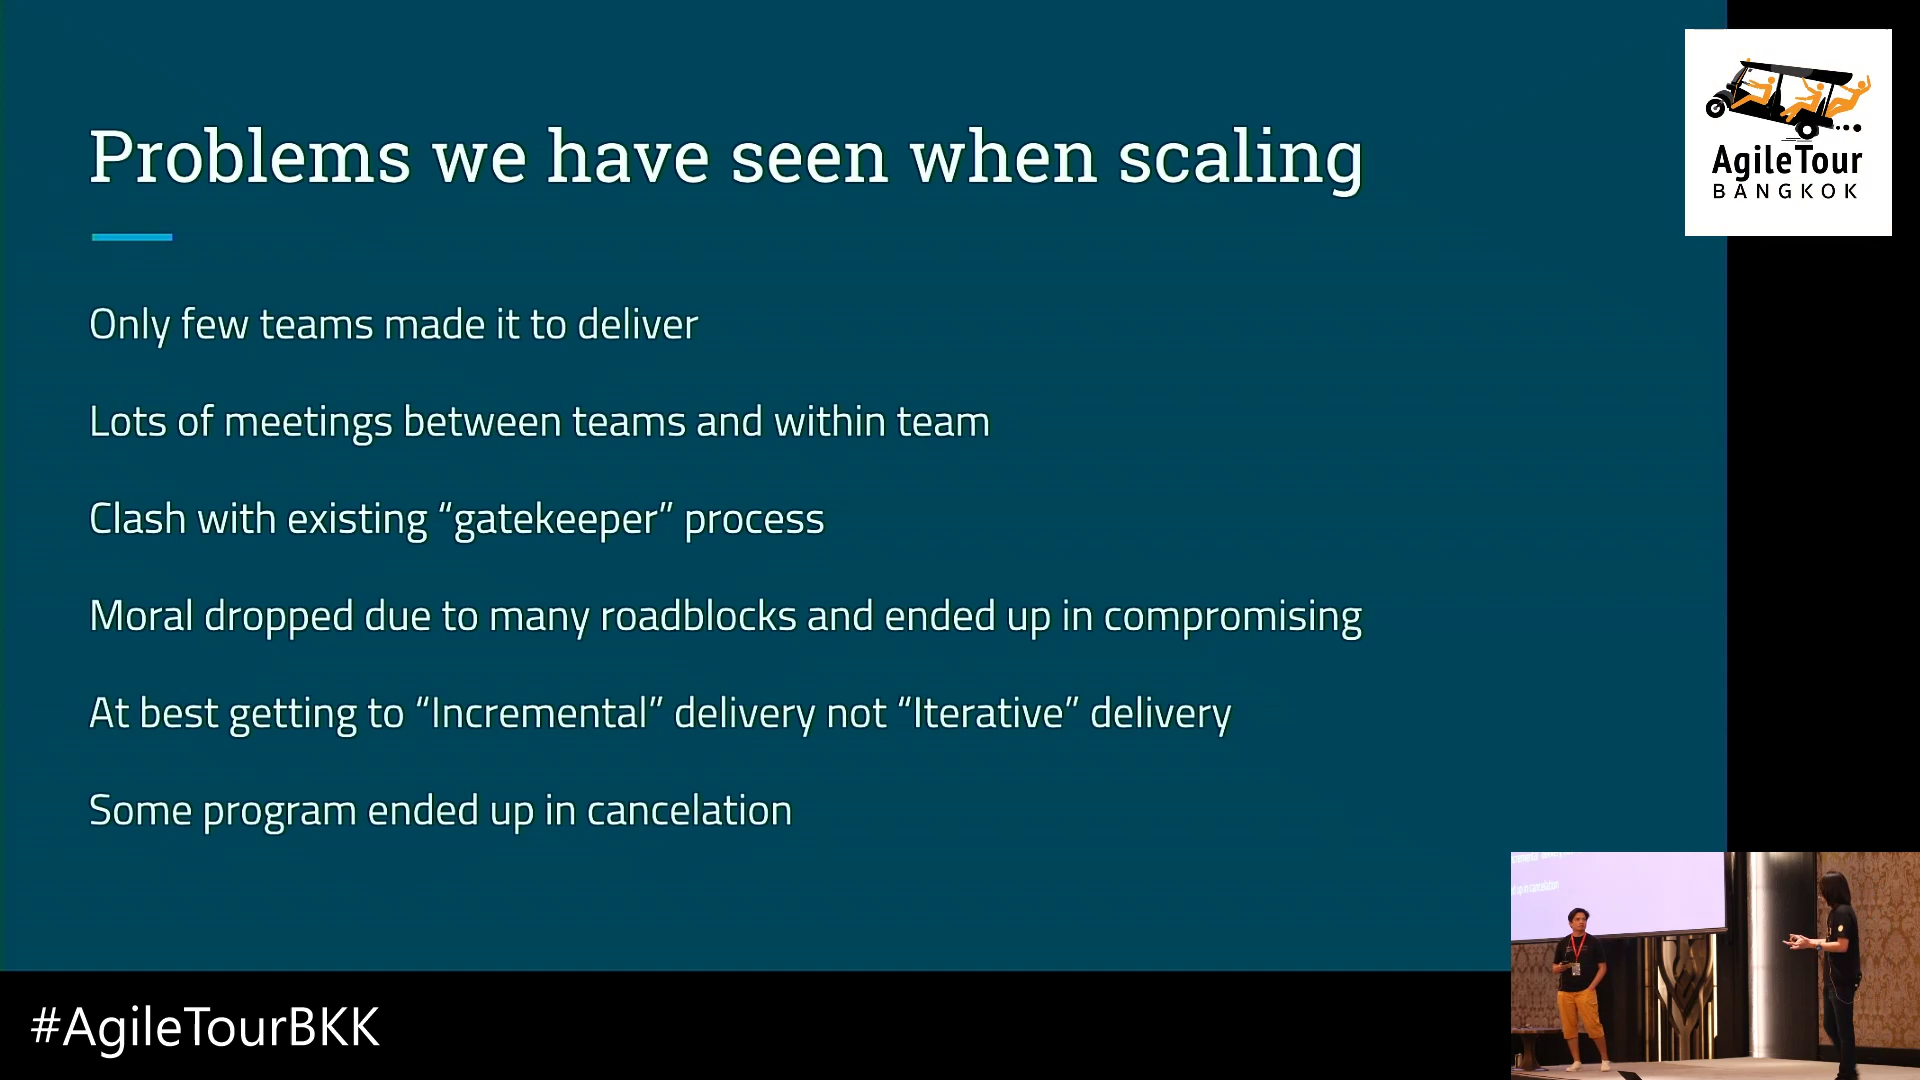 Problems we have seen when scaling
Only few teams made it to deliver
Lots of meetings between teams and within team
Clash with existing “gatekeeper” process
Moral dropped due to many roadblocks and ended up in compromising
At best getting to “Incremental” delivery not “Iterative” delivery
Some program ended up in cancelation
AgileTour
BANGKOK
#AgileTourBKK